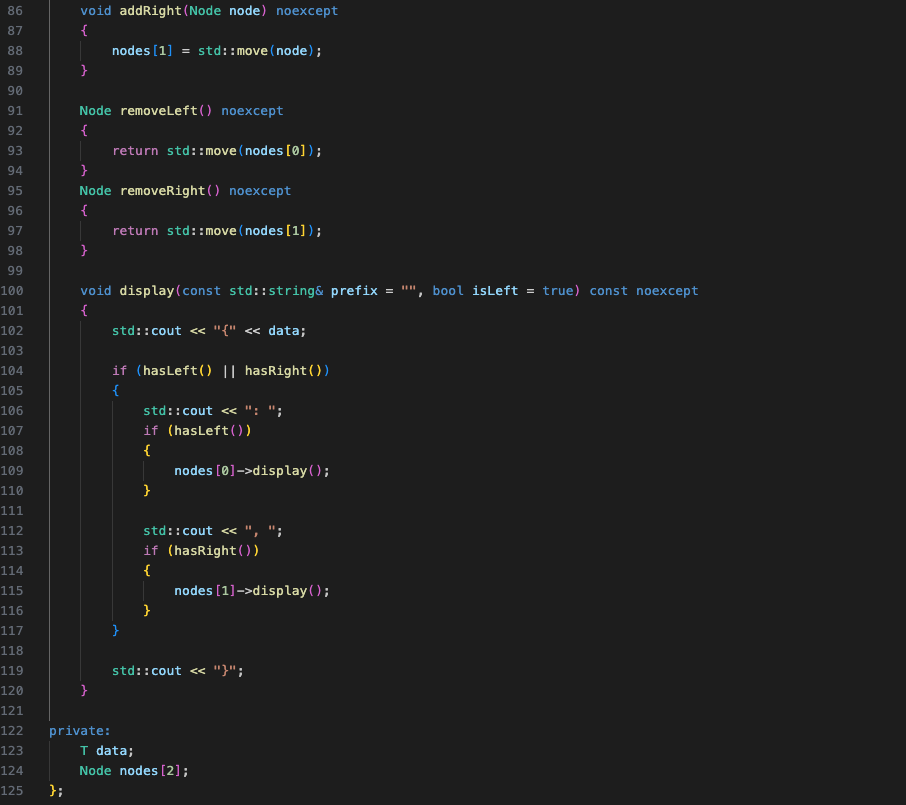 86 void addRight(Node node) noexcept
87 {
88 nodes[1] = std::move(node);
89 }
90
91 Node removeLeft() noexcept
92 {
93 return std::move(nodes[0]);
94 }
95 Node removeRight() noexcept
96 {
97 return std::move(nodes[1]);
98 }
99
100 void display(const std::string& prefix = "", bool isLeft = true) const noexcept
101 {
102 std::cout << "{" << data;
103
104 if (hasLeft() || hasRight())
105 {
106 std::cout << ": ";
107 if (hasLeft())
108 {
109 nodes[0]->display();
110 }
111
112 std::cout << ", ";
113 if (hasRight())
114 {
115 nodes[1]->display();
116 }
117 }
118
119 std::cout << "}";
120 }
121
122 private:
123 T data;
124 Node nodes[2];
125 };